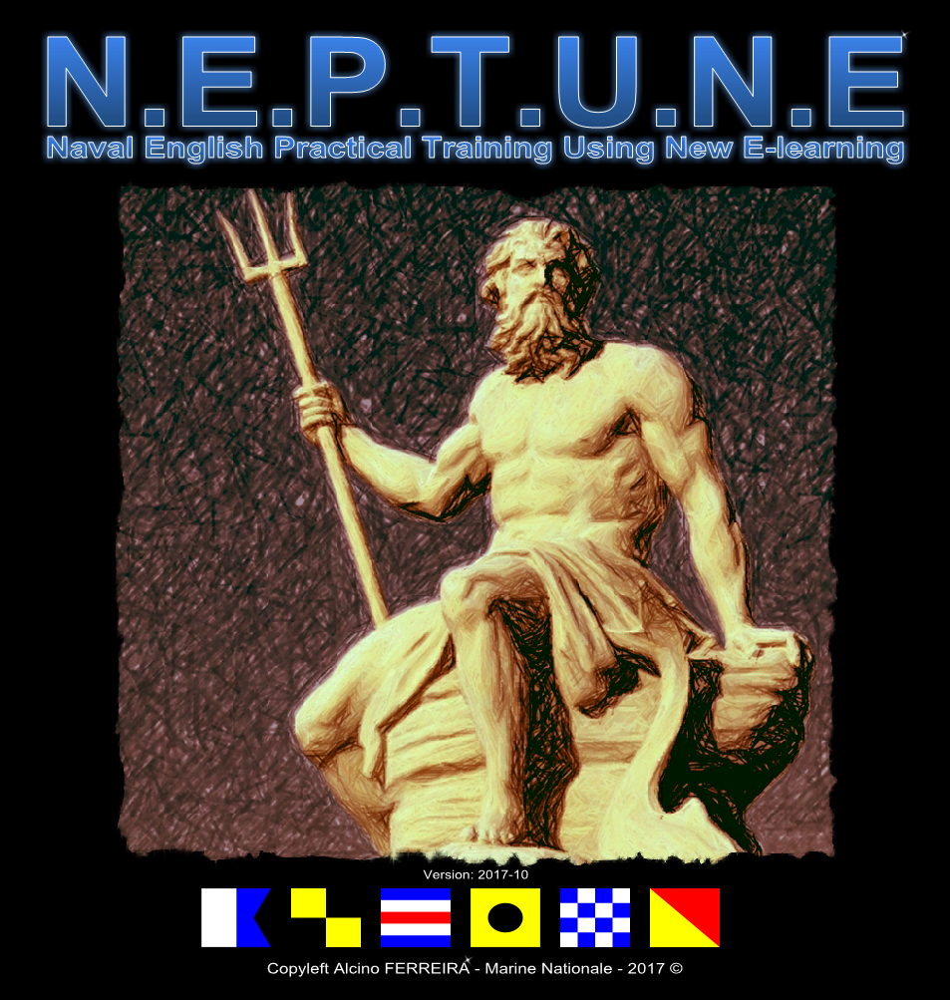 N.E.P.T.U.N.E
Naval English Practical Training Using New E-learning
Version: 2017-10
Copyleft Alcino FERREIRA - Marine Nationale - 2017 ©